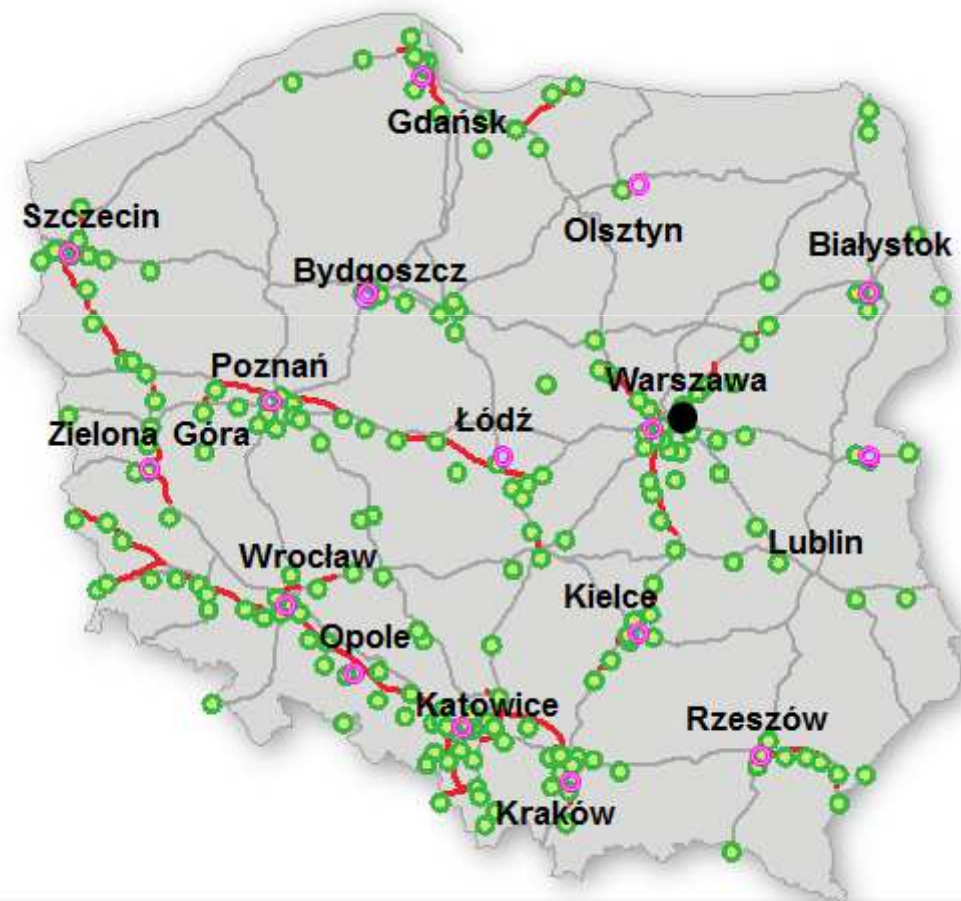 Gdańsk
Szczecin
Olsztyn
Białystok
Bydgoszcz
Poznań
Warszawa
Łódź
Zielona Góra
Wrocław
Lublin
Kielce
Opole
Katowice
Rzeszów
Kraków